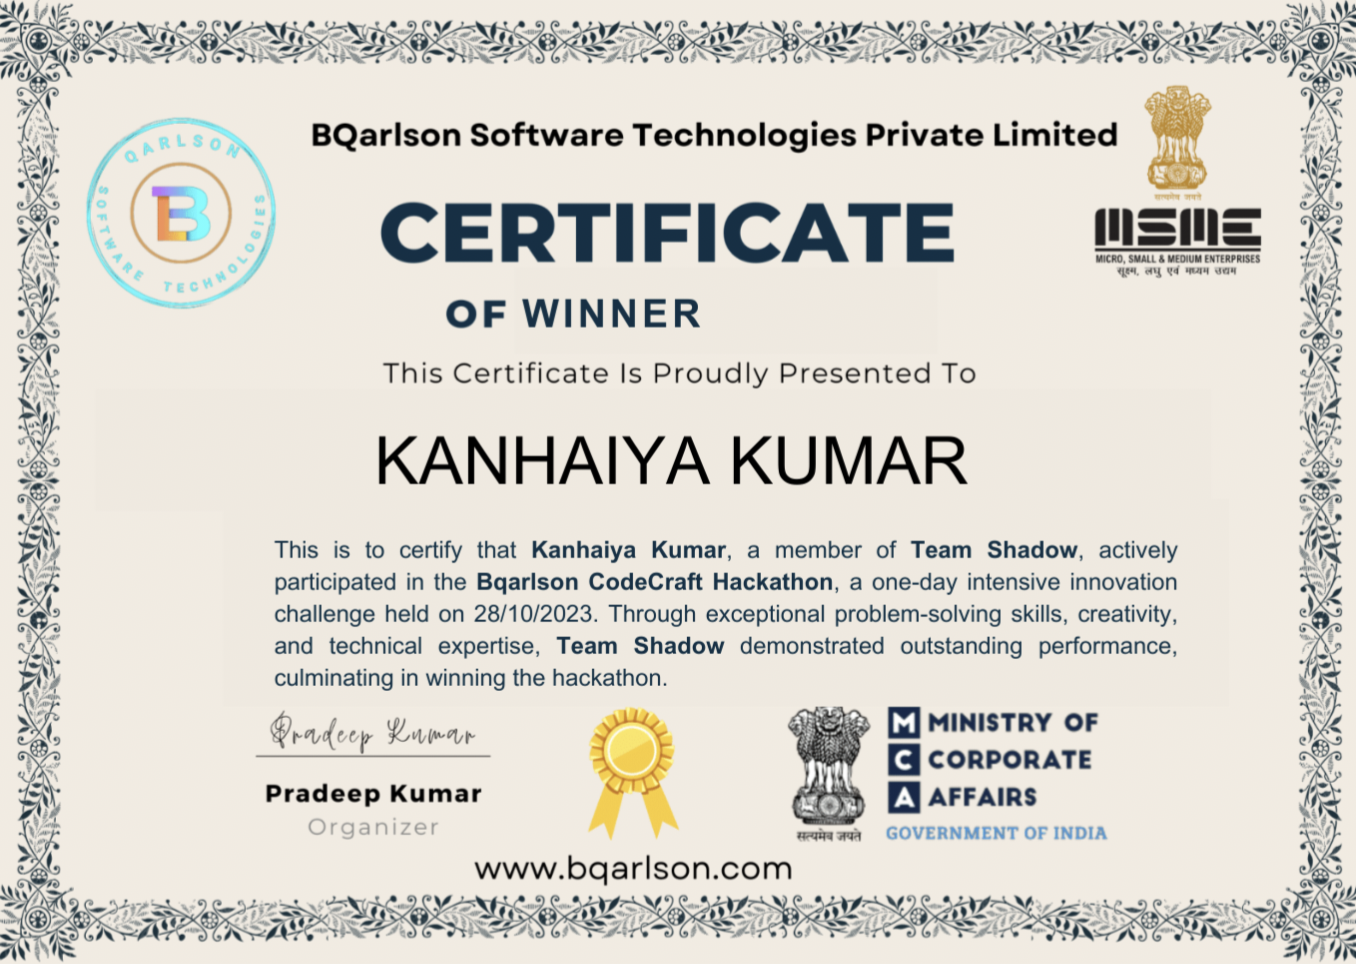 BQarlson Software Technologies Private Limited
QARLSON
SOFTWARE TECHNOLOGIES
B
सत्यमेव जयते
MSME
MICRO, SMALL & MEDIUM ENTERPRISES
सूक्ष्म, लघु एवं मध्यम उद्यम
CERTIFICATE
OF WINNER
This Certificate Is Proudly Presented To
KANHAIYA KUMAR
This is to certify that Kanhaiya Kumar, a member of Team Shadow, actively
participated in the Bqarlson CodeCraft Hackathon, a one-day intensive innovation
challenge held on 28/10/2023. Through exceptional problem-solving skills, creativity,
and technical expertise, Team Shadow demonstrated outstanding performance,
culminating in winning the hackathon.
Pradeep Kumar
Pradeep Kumar
Organizer
सत्यमेव जयते
M MINISTRY OF
C CORPORATE
A AFFAIRS
GOVERNMENT OF INDIA
www.bqarlson.com